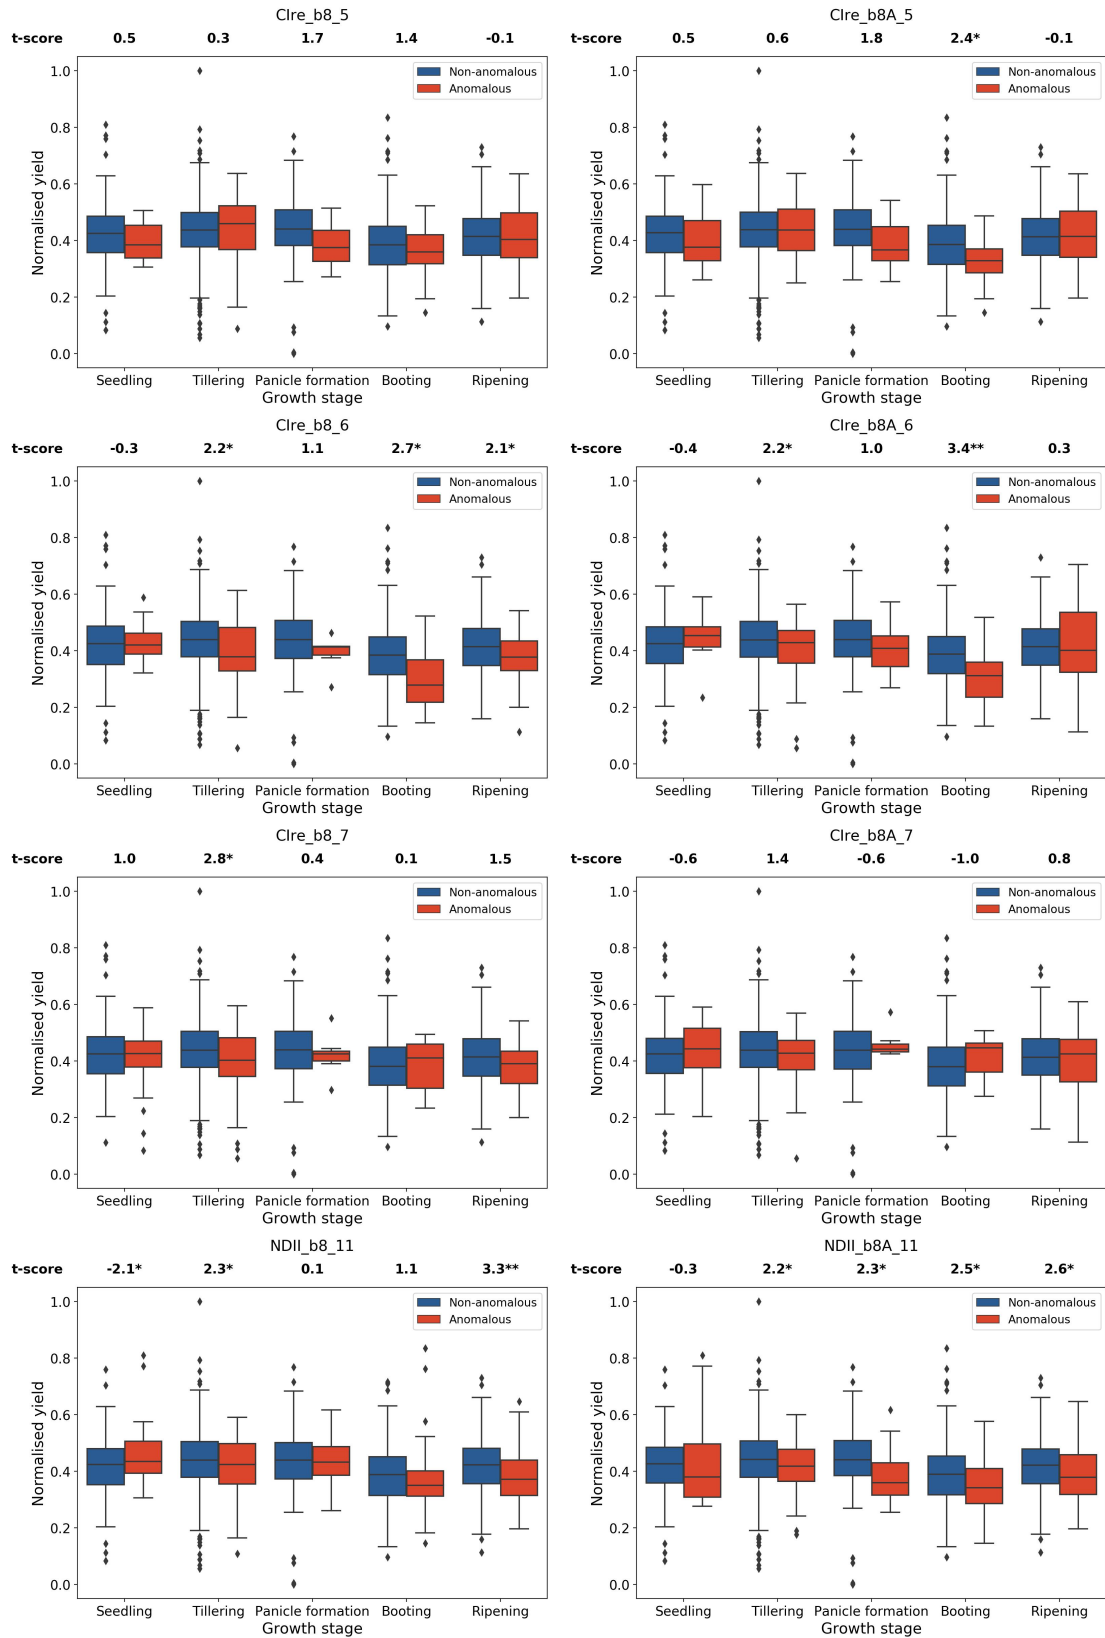 CIre_b8_5
t-score 0.5 0.3 1.7 1.4 -0.1
Non-anomalous
Anomalous
1.0
0.8
0.6
0.4
0.2
0.0
Normalised yield
Seedling Tillering Panicle formation Booting Ripening
Growth stage
CIre_b8A_5
t-score 0.5 0.6 1.8 2.4* -0.1
Non-anomalous
Anomalous
1.0
0.8
0.6
0.4
0.2
0.0
Normalised yield
Seedling Tillering Panicle formation Booting Ripening
Growth stage
CIre_b8_6
t-score -0.3 2.2* 1.1 2.7* 2.1*
Non-anomalous
Anomalous
1.0
0.8
0.6
0.4
0.2
0.0
Normalised yield
Seedling Tillering Panicle formation Booting Ripening
Growth stage
CIre_b8A_6
t-score -0.4 2.2* 1.0 3.4** 0.3
Non-anomalous
Anomalous
1.0
0.8
0.6
0.4
0.2
0.0
Normalised yield
Seedling Tillering Panicle formation Booting Ripening
Growth stage
CIre_b8_7
t-score 1.0 2.8* 0.4 0.1 1.5
Non-anomalous
Anomalous
1.0
0.8
0.6
0.4
0.2
0.0
Normalised yield
Seedling Tillering Panicle formation Booting Ripening
Growth stage
CIre_b8A_7
t-score -0.6 1.4 -0.6 -1.0 0.8
Non-anomalous
Anomalous
1.0
0.8
0.6
0.4
0.2
0.0
Normalised yield
Seedling Tillering Panicle formation Booting Ripening
Growth stage
NDII_b8_11
t-score -2.1* 2.3* 0.1 1.1 3.3**
Non-anomalous
Anomalous
1.0
0.8
0.6
0.4
0.2
0.0
Normalised yield
Seedling Tillering Panicle formation Booting Ripening
Growth stage
NDII_b8A_11
t-score -0.3 2.2* 2.3* 2.5* 2.6*
Non-anomalous
Anomalous
1.0
0.8
0.6
0.4
0.2
0.0
Normalised yield
Seedling Tillering Panicle formation Booting Ripening
Growth stage